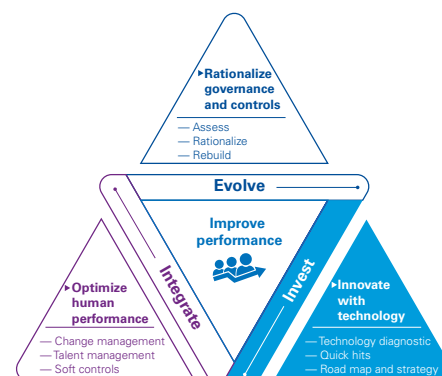 ▸Rationalize
governance
and controls
— Assess
— Rationalize
— Rebuild
Evolve
Improve
performance
Integrate
Invest
▸Optimize
human
performance
— Change management
— Talent management
— Soft controls
▸Innovate
with
technology
— Technology diagnostic
— Quick hits
— Road map and strategy